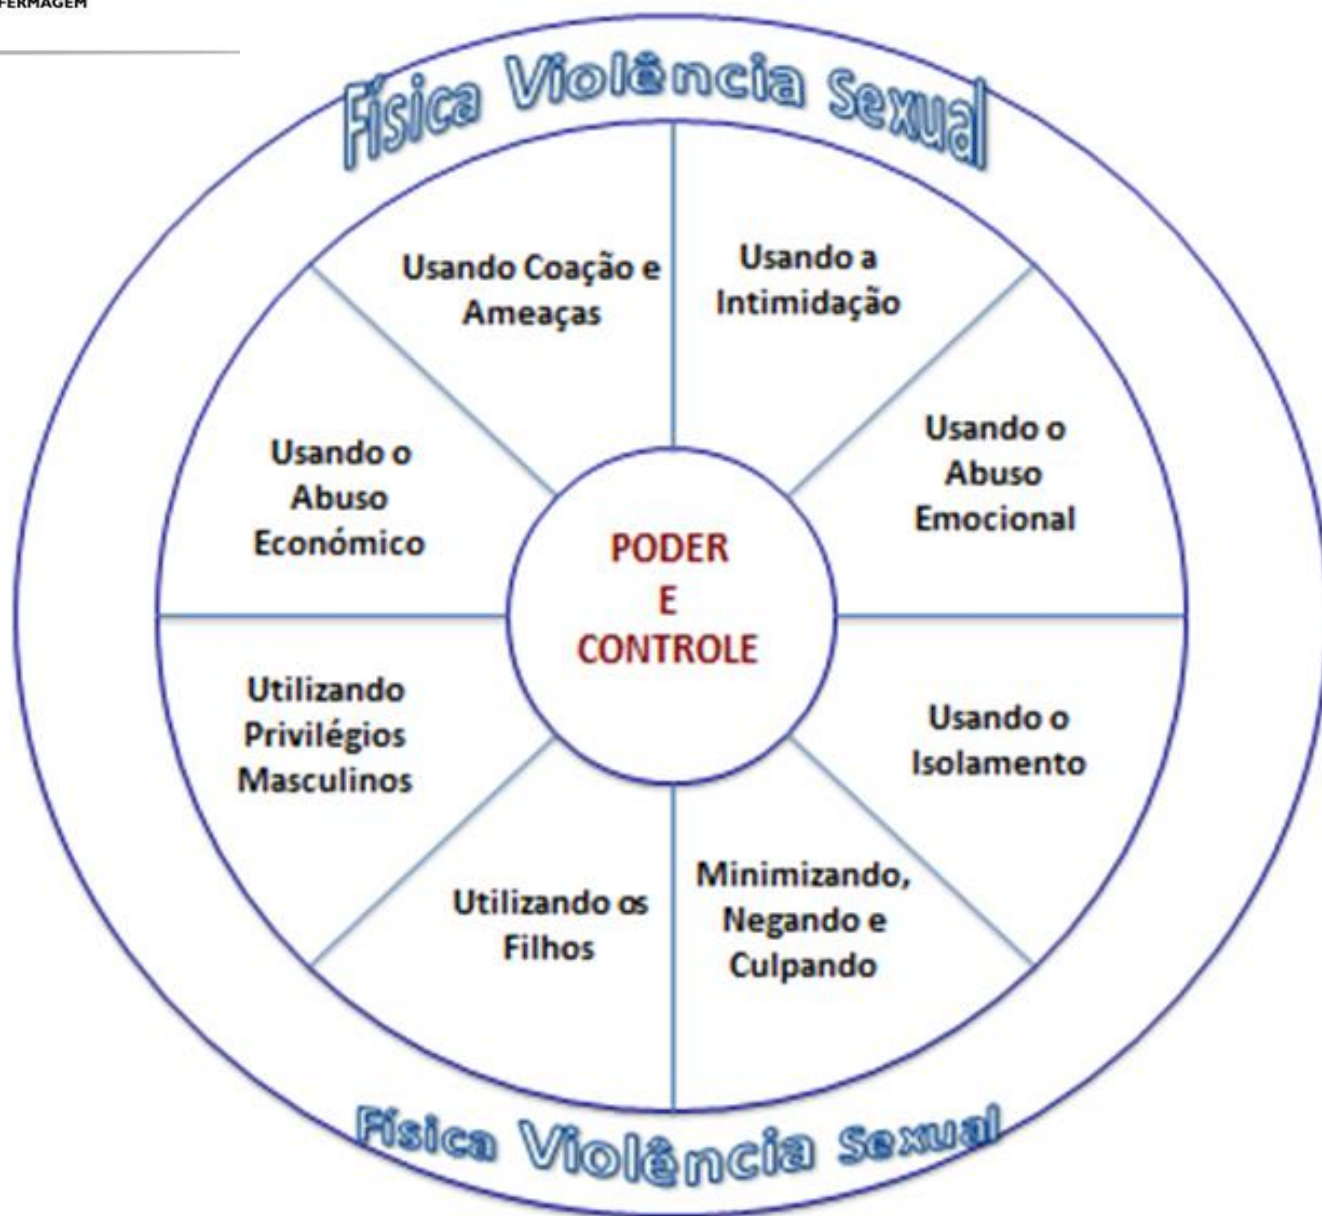 Física Violência Sexual
Usando Coação e
Ameaças
Usando a
Intimidação
Usando o
Abuso
Emocional
Usando o
Isolamento
Minimizando,
Negando e
Culpando
Utilizando os
Filhos
Utilizando
Privilégios
Masculinos
Usando o
Abuso
Económico
PODER
E
CONTROLE
Física Violência Sexual